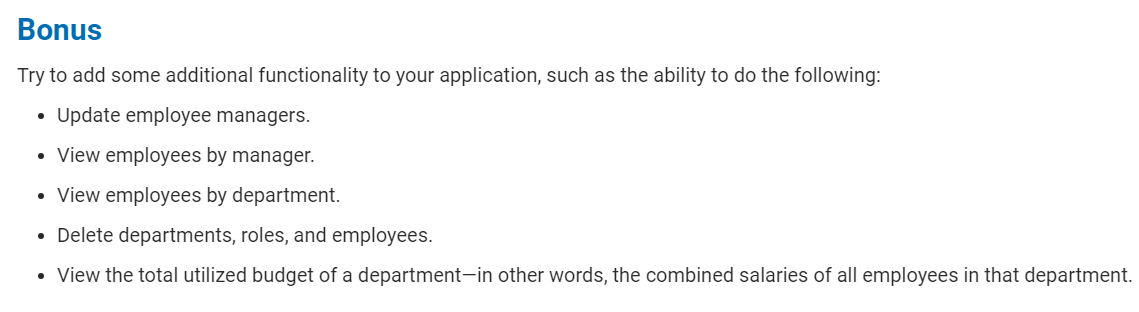 Bonus
Try to add some additional functionality to your application, such as the ability to do the following:
• Update employee managers.
• View employees by manager.
• View employees by department.
• Delete departments, roles, and employees.
• View the total utilized budget of a department—in other words, the combined salaries of all employees in that department.